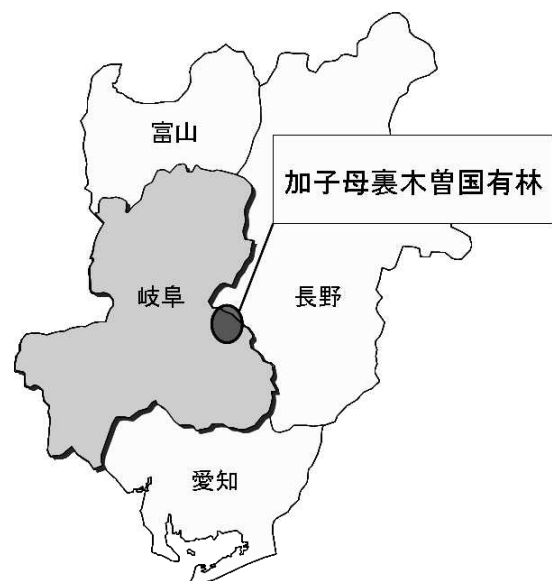 富山
加子母裏木曽国有林
岐阜
長野
愛知